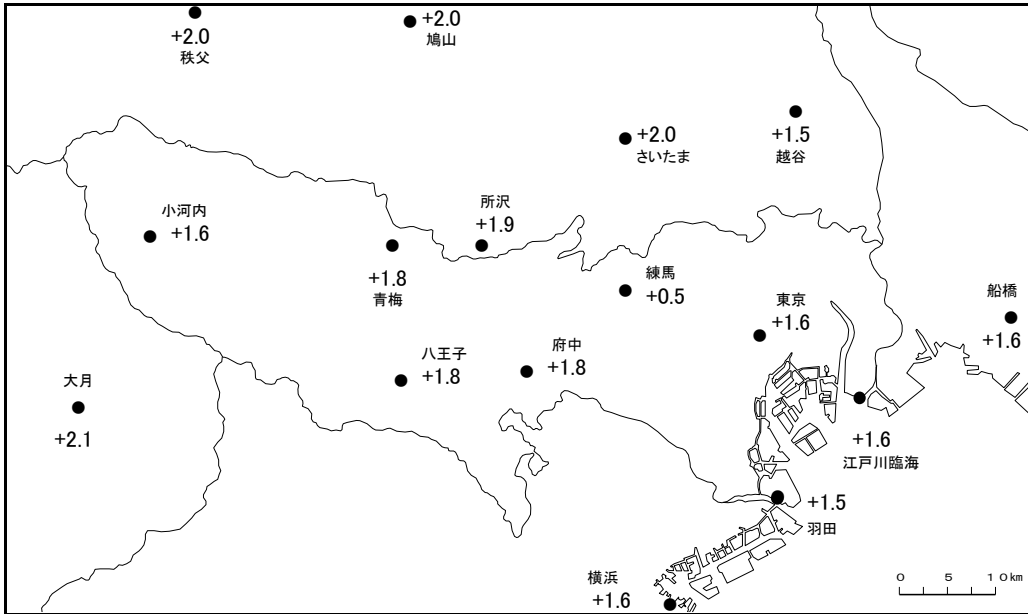 +2.0
秩父
+2.0
鳩山
+2.0
さいたま
+1.5
越谷
小河内
+1.6
所沢
+1.9
+1.8
青梅
練馬
+0.5
東京
+1.6
船橋
+1.6
大月
+2.1
八王子
+1.8
府中
+1.8
+1.6
江戸川臨海
+1.5
羽田
横浜
+1.6
0 5 10km